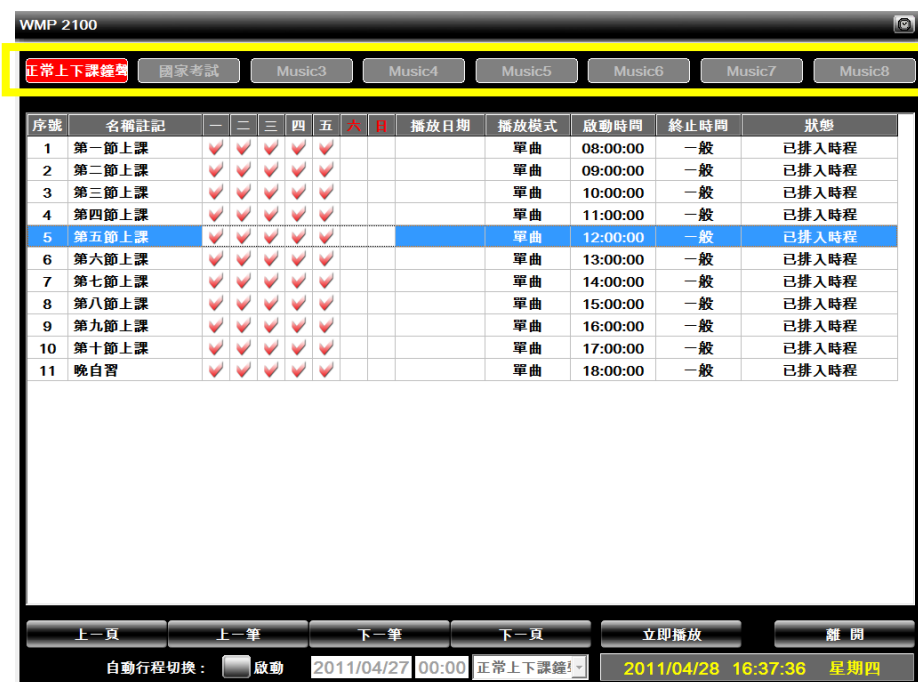 WMP 2100
正常上下課鐘聲 國家考試 Music3 Music4 Music5 Music6 Music7 Music8
序號 名稱註記 一 二 三 四 五 六 日 播放日期 播放模式 啟動時間 終止時間 狀態
1 第一節上課 單曲 08:00:00 一般 已排入時程
2 第二節上課 單曲 09:00:00 一般 已排入時程
3 第三節上課 單曲 10:00:00 一般 已排入時程
4 第四節上課 單曲 11:00:00 一般 已排入時程
5 第五節上課 單曲 12:00:00 一般 已排入時程
6 第六節上課 單曲 13:00:00 一般 已排入時程
7 第七節上課 單曲 14:00:00 一般 已排入時程
8 第八節上課 單曲 15:00:00 一般 已排入時程
9 第九節上課 單曲 16:00:00 一般 已排入時程
10 第十節上課 單曲 17:00:00 一般 已排入時程
11 晚自習 單曲 18:00:00 一般 已排入時程
上一頁 上一筆 下一筆 下一頁 立即播放 離開
自動行程切換： 啟動 2011/04/27 00:00 正常上下課鐘 2011/04/28 16:37:36 星期四